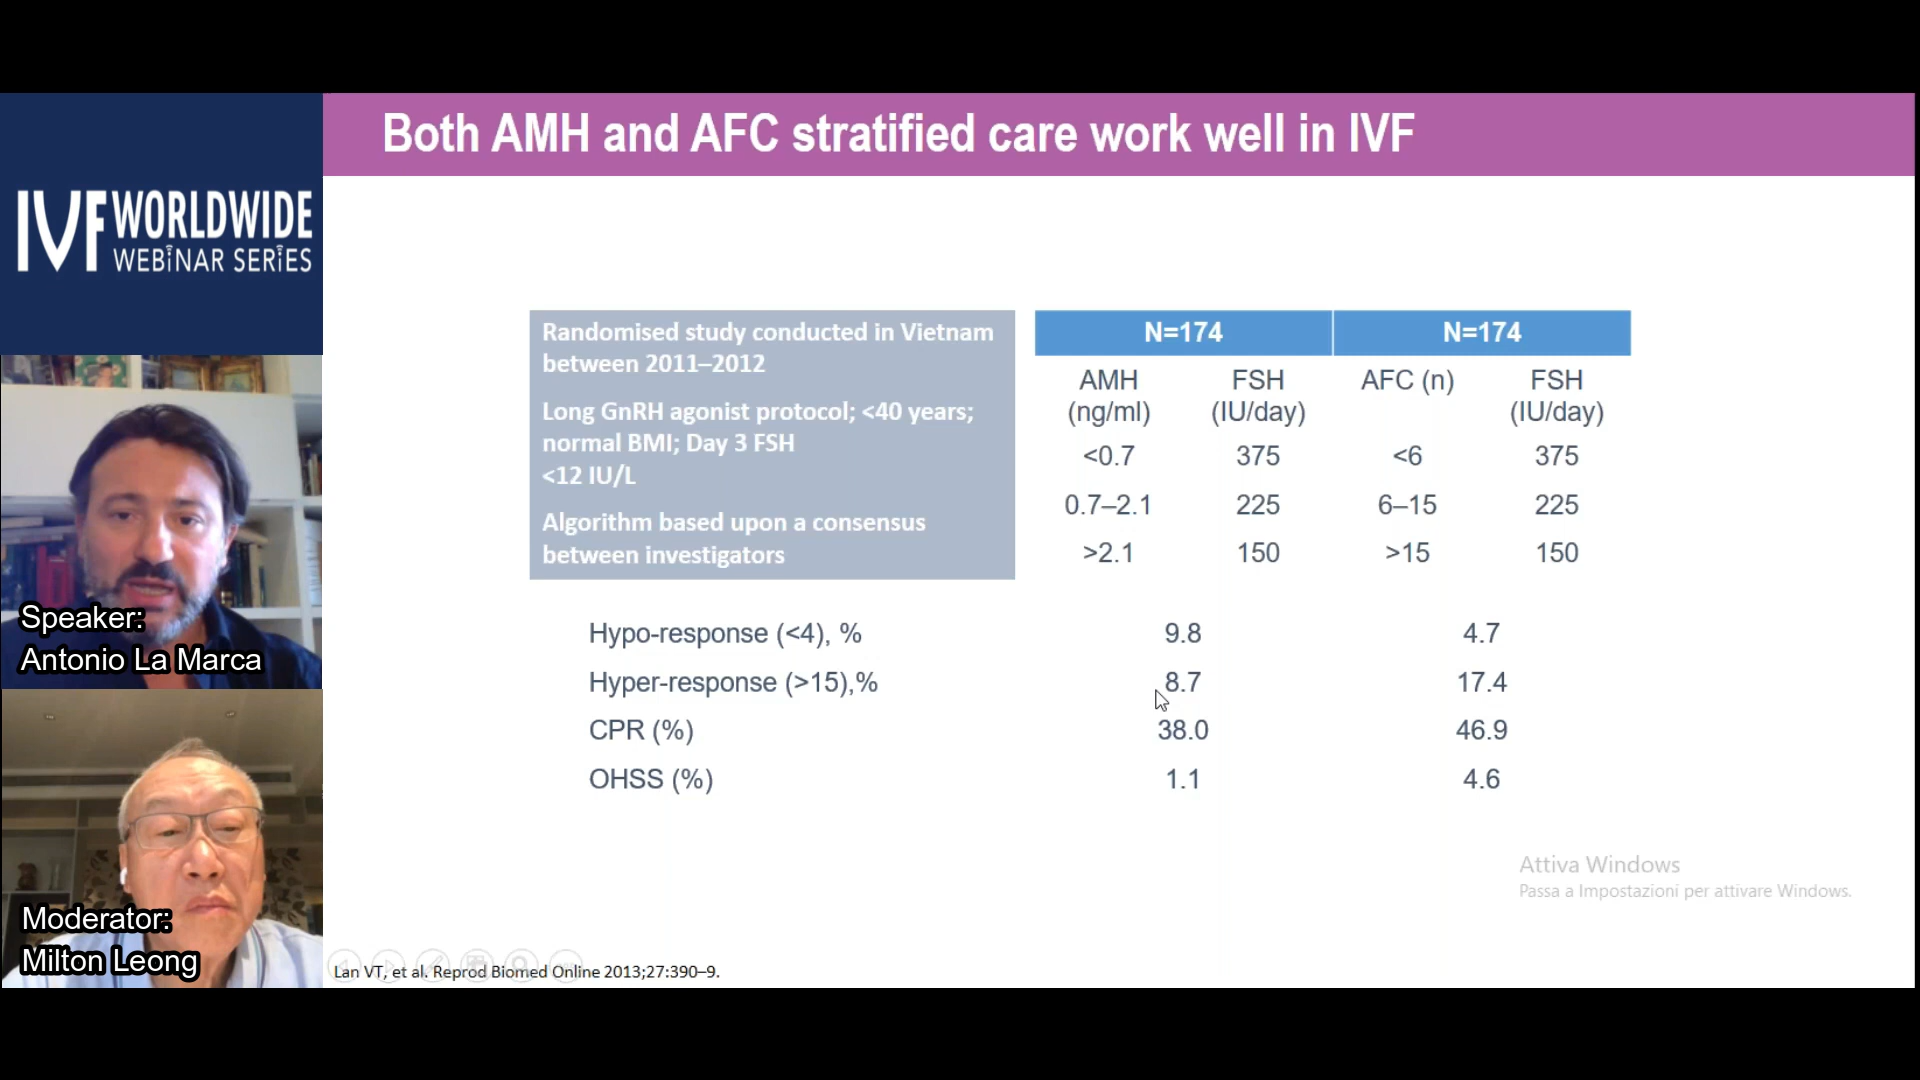 Both AMH and AFC stratified care work well in IVF
IVF WORLDWIDE
WEBINAR SERIES
Randomised study conducted in Vietnam
between 2011–2012
Long GnRH agonist protocol; <40 years;
normal BMI; Day 3 FSH
<12 IU/L
Algorithm based upon a consensus
between investigators
N=174 N=174
AMH FSH AFC (n) FSH
(ng/ml) (IU/day) (IU/day)
<0.7 375 <6 375
0.7–2.1 225 6–15 225
>2.1 150 >15 150
Hypo-response (<4), % 9.8 4.7
Hyper-response (>15),% 8.7 17.4
CPR (%) 38.0 46.9
OHSS (%) 1.1 4.6
Speaker:
Antonio La Marca
Moderator:
Milton Leong
Attiva Windows
Passa a Impostazioni per attivare Windows.
Lan VT, et al. Reprod Biomed Online 2013;27:390–9.